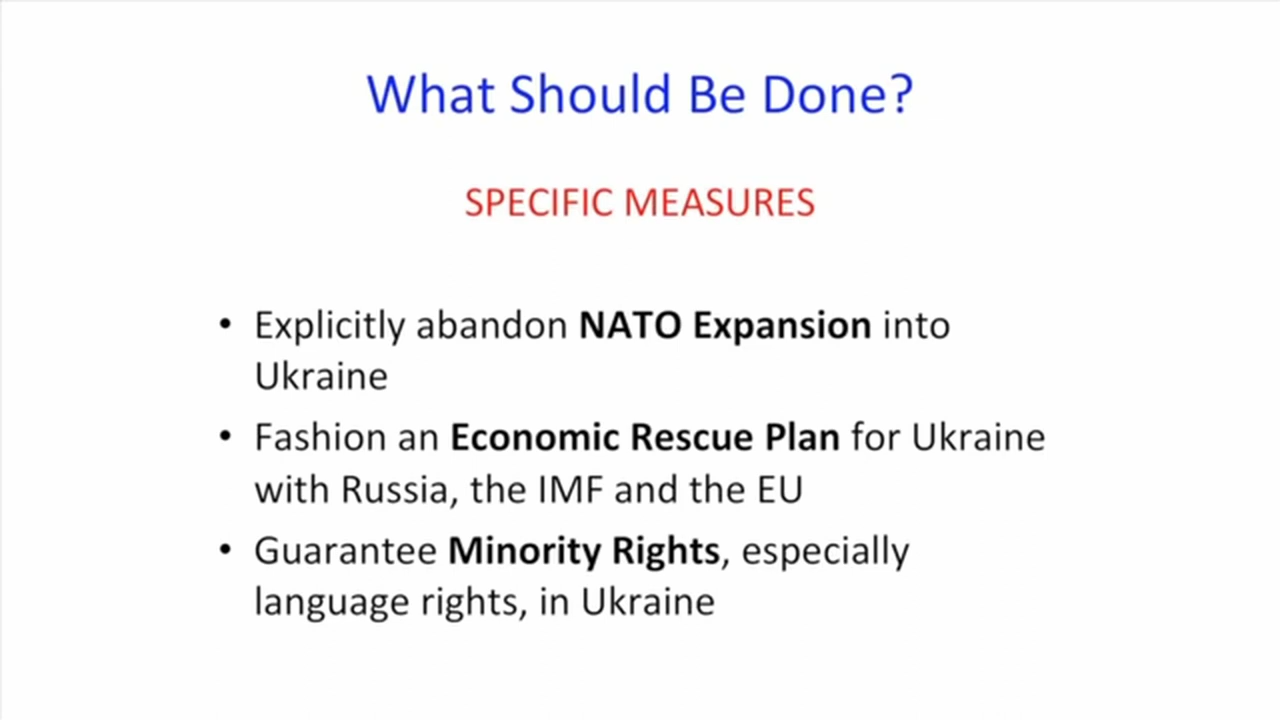 What Should Be Done?
SPECIFIC MEASURES
• Explicitly abandon NATO Expansion into
Ukraine
• Fashion an Economic Rescue Plan for Ukraine
with Russia, the IMF and the EU
• Guarantee Minority Rights, especially
language rights, in Ukraine